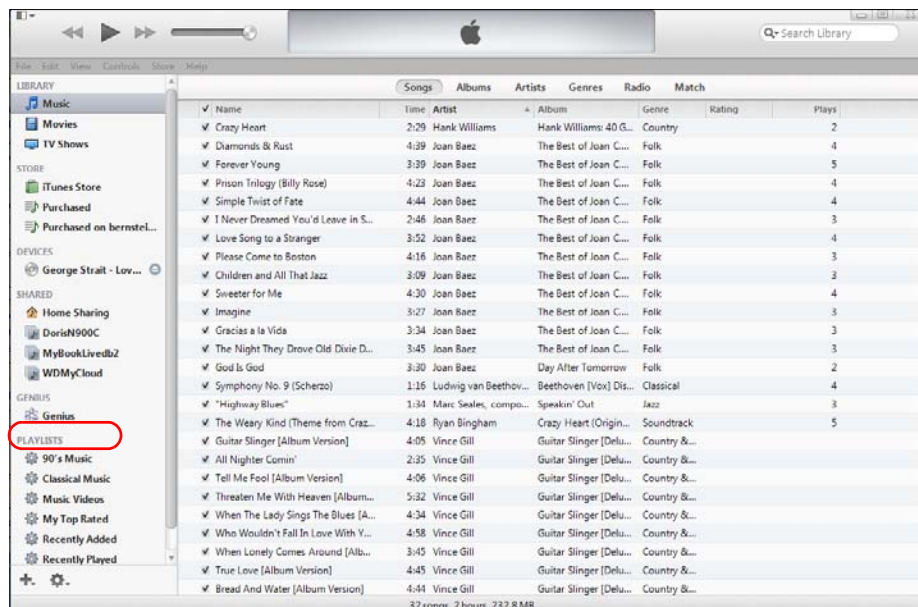 Search Library
File Edit View Controls Store Help
LIBRARY
Music
Movies
TV Shows
STORE
iTunes Store
Purchased
Purchased on bernstei...
DEVICES
George Strait - Lov...
SHARED
Home Sharing
DorisN900C
MyBookLivedb2
WDMyCloud
GENIUS
Genius
PLAYLISTS
90's Music
Classical Music
Music Videos
My Top Rated
Recently Added
Recently Played
Songs Albums Artists Genres Radio Match
Name Time Artist Album Genre Rating Plays
Crazy Heart 2:29 Hank Williams Hank Williams: 40 G... Country 2
Diamonds & Rust 4:39 Joan Baez The Best of Joan C... Folk 4
Forever Young 3:39 Joan Baez The Best of Joan C... Folk 5
Prison Trilogy (Billy Rose) 4:23 Joan Baez The Best of Joan C... Folk 4
Simple Twist of Fate 4:44 Joan Baez The Best of Joan C... Folk 4
I Never Dreamed You'd Leave in S... 2:46 Joan Baez The Best of Joan C... Folk 3
Love Song to a Stranger 3:52 Joan Baez The Best of Joan C... Folk 4
Please Come to Boston 4:16 Joan Baez The Best of Joan C... Folk 3
Children and All That Jazz 3:09 Joan Baez The Best of Joan C... Folk 3
Sweeter for Me 4:30 Joan Baez The Best of Joan C... Folk 4
Imagine 3:27 Joan Baez The Best of Joan C... Folk 3
Gracias a la Vida 3:34 Joan Baez The Best of Joan C... Folk 3
The Night They Drove Old Dixie D... 3:45 Joan Baez The Best of Joan C... Folk 3
God Is God 3:30 Joan Baez Day After Tomorrow Folk 2
Symphony No. 9 (Scherzo) 1:16 Ludwig van Beethov... Beethoven [Vox] Dis... Classical 4
"Highway Blues" 1:34 Marc Seales, compo... Speakin' Out Jazz 3
The Weary Kind (Theme from Craz... 4:18 Ryan Bingham Crazy Heart (Origin... Soundtrack 5
Guitar Slinger [Album Version] 4:05 Vince Gill Guitar Slinger [Delu... Country &...
All Nighter Comin' 2:35 Vince Gill Guitar Slinger [Delu... Country &...
Tell Me Fool [Album Version] 4:06 Vince Gill Guitar Slinger [Delu... Country &...
Threaten Me With Heaven [Album... 5:32 Vince Gill Guitar Slinger [Delu... Country &...
When The Lady Sings The Blues [A... 4:34 Vince Gill Guitar Slinger [Delu... Country &...
Who Wouldn't Fall In Love With Y... 4:58 Vince Gill Guitar Slinger [Delu... Country &...
When Lonely Comes Around [Alb... 3:45 Vince Gill Guitar Slinger [Delu... Country &...
True Love [Album Version] 4:45 Vince Gill Guitar Slinger [Delu... Country &...
Bread And Water [Album Version] 4:44 Vince Gill Guitar Slinger [Delu... Country &...
32 songs, 2 hours, 232.8 MB